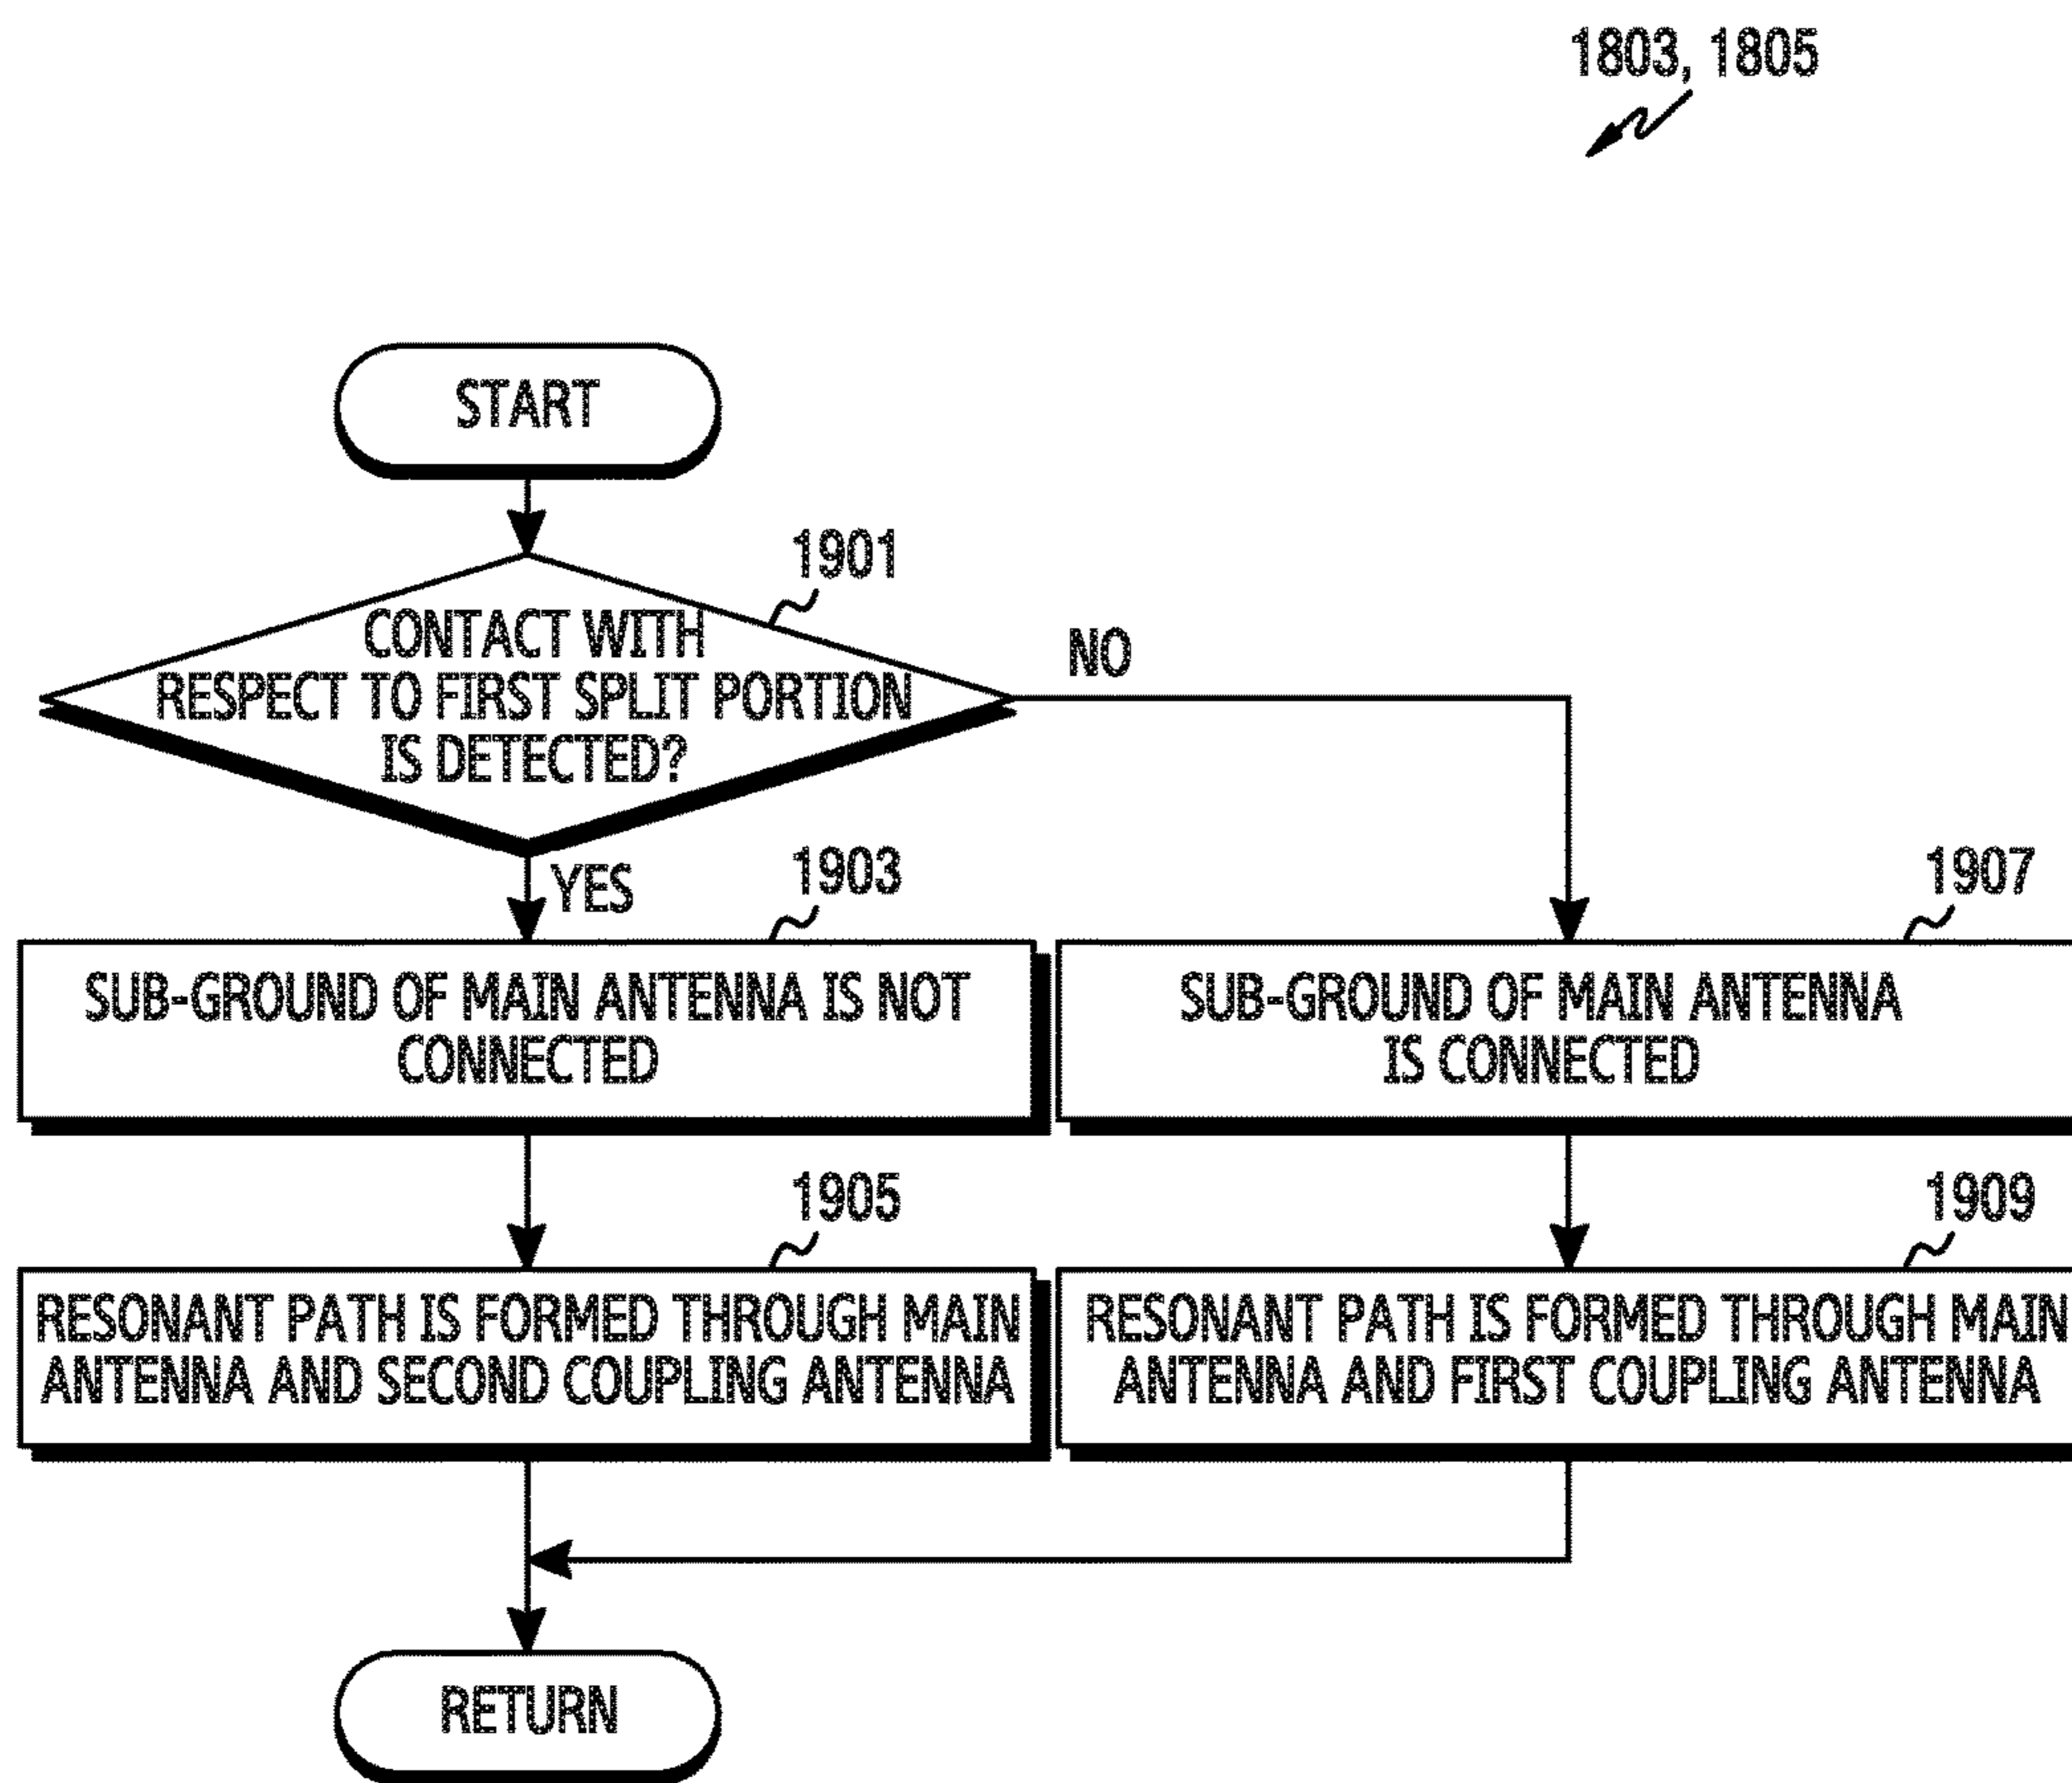 1803, 1805
START
1901
CONTACT WITH
RESPECT TO FIRST SPLIT PORTION
IS DETECTED?
NO
YES
1903
SUB-GROUND OF MAIN ANTENNA IS NOT
CONNECTED
1907
SUB-GROUND OF MAIN ANTENNA
IS CONNECTED
1905
RESONANT PATH IS FORMED THROUGH MAIN
ANTENNA AND SECOND COUPLING ANTENNA
1909
RESONANT PATH IS FORMED THROUGH MAIN
ANTENNA AND FIRST COUPLING ANTENNA
RETURN